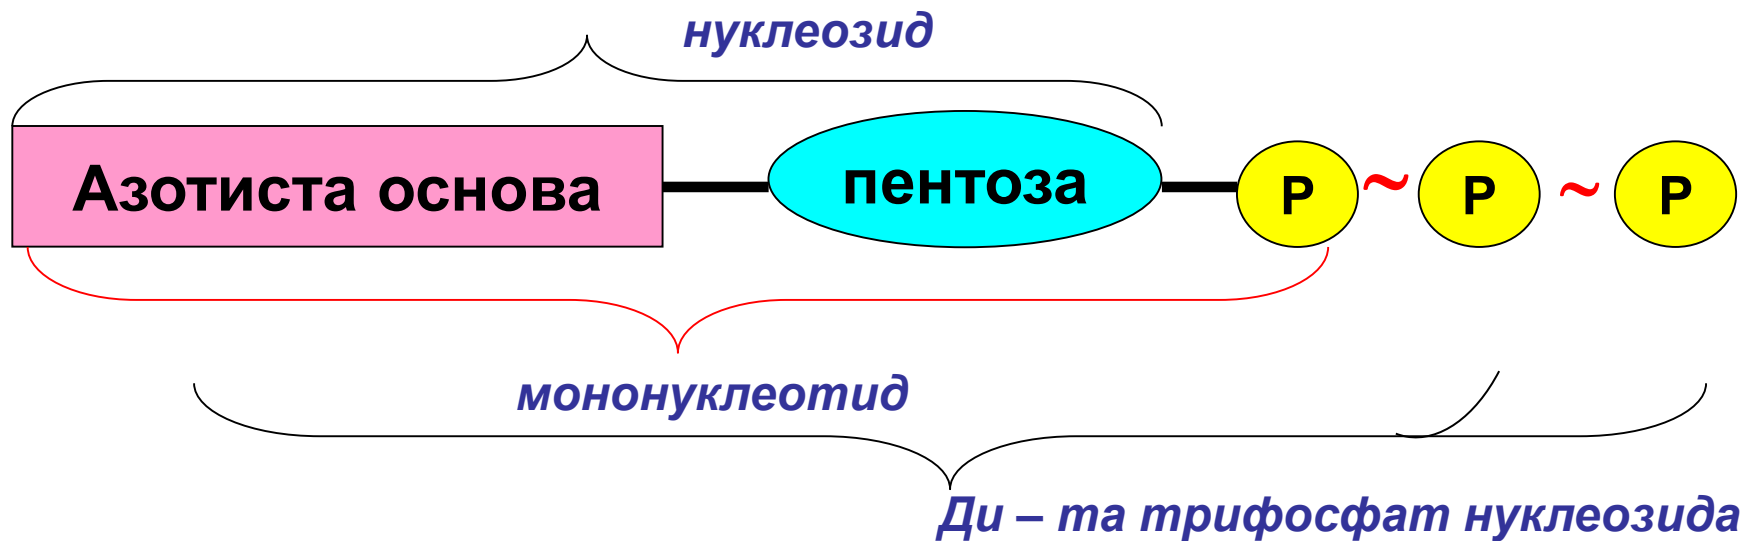 нуклеозид
Азотиста основа
пентоза
Р ~ Р ~ Р
мононуклеотид
Ди – та трифосфат нуклеозида